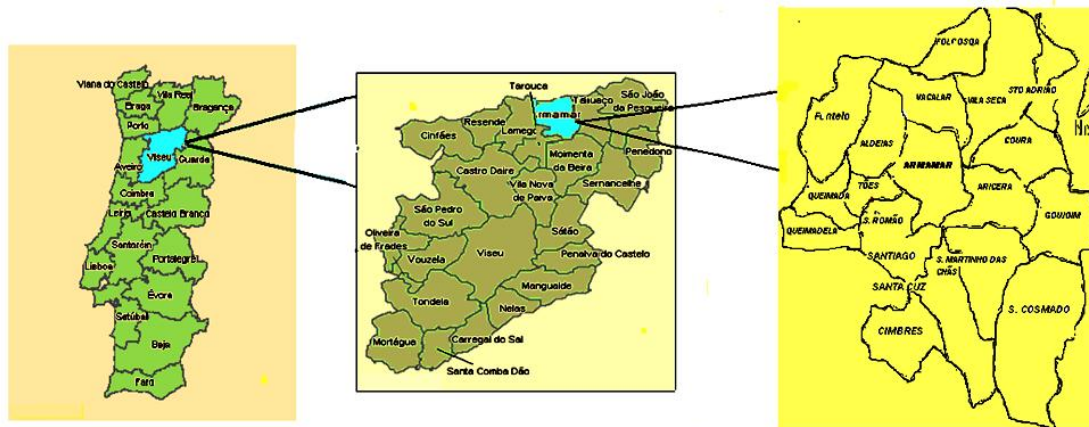 Viana do Castelo
Braga
Vila Real
Bragança
Porto
Viseu
Aveiro
Guarda
Coimbra
Leiria
Castelo Branco
Santarém
Lisboa
Portalegre
Évora
Setúbal
Beja
Faro
Tarouca
Tabuaço
São João
da Pesqueira
Armamar
Resende
Lamego
Cinfães
Moimenta
da Beira
Penedono
Castro Daire
Sernancelhe
Vila Nova
de Paiva
São Pedro
do Sul
Oliveira
de Frades
Sátão
Viseu
Vouzela
Penalva do Castelo
Mangualde
Tondela
Nelas
Mortágua
Carregal do Sal
Santa Comba Dão
FOLGOSQA
VACALAR
VILA SECA
STO ADRIÃO
Fontelo
ALDEIAS
COURA
ARMAMAR
TÕES
QUEIMADA
ARICERA
GOUJOIM
S. ROMÃO
QUEIMADELA
SANTIAGO
S. MARTINHO DAS
CHÃS
SANTA CUZ
S. COSMADO
CIMBRES